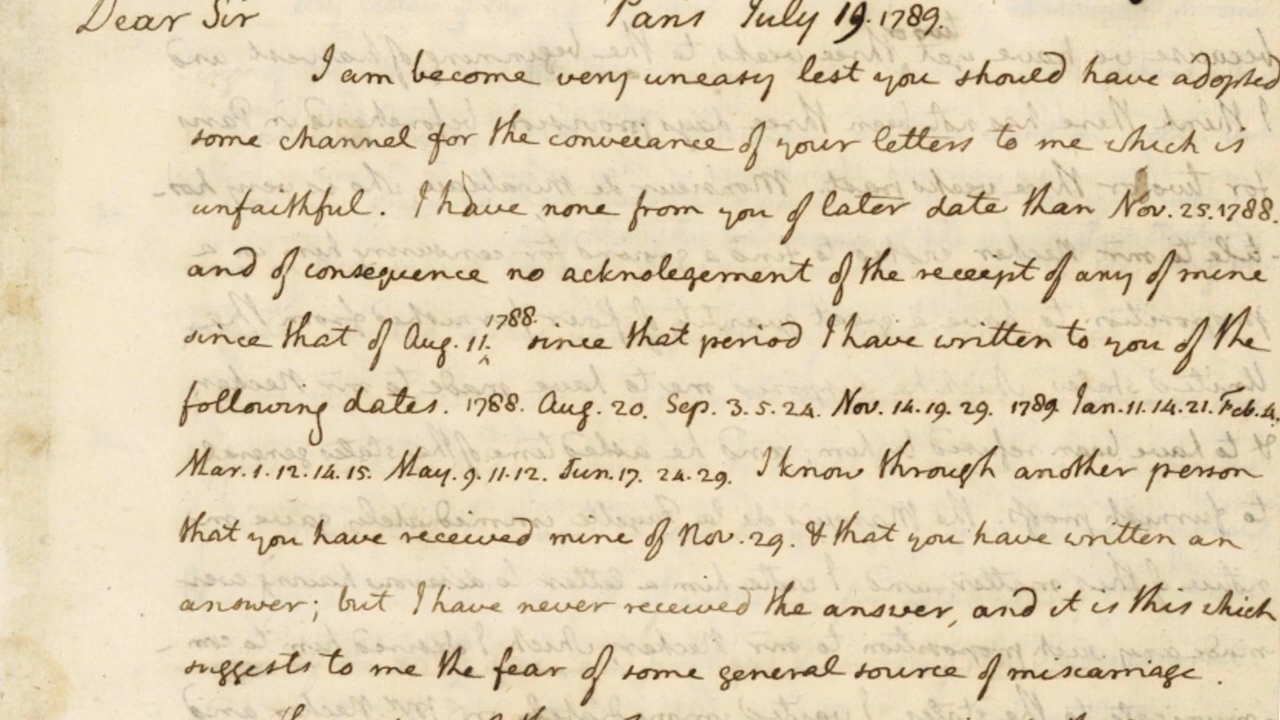 Dear Sir Paris July 19. 1789.
I am become very uneasy lest you should have adopted
some channel for the conveiance of your letters to me which is
unfaithful. I have none from you of later date than Nov. 25. 1788.
and of consequence no acknolegement of the receipt of any of mine
since that of Aug. 11. 1788. since that period I have written to you of the
following dates. 1788. Aug. 20. Sep. 3. 5. 24. Nov. 14. 19. 29. 1789. Jan. 11. 14. 21. Feb. 4.
Mar. 1. 12. 14. 15. May. 9. 11. 12. Jun. 17. 24. 29. I know through another person
that you have received mine of Nov. 29. & that you have written an
answer; but I have never received the answer, and it is this which
suggests to me the fear of some general source of miscarriage.